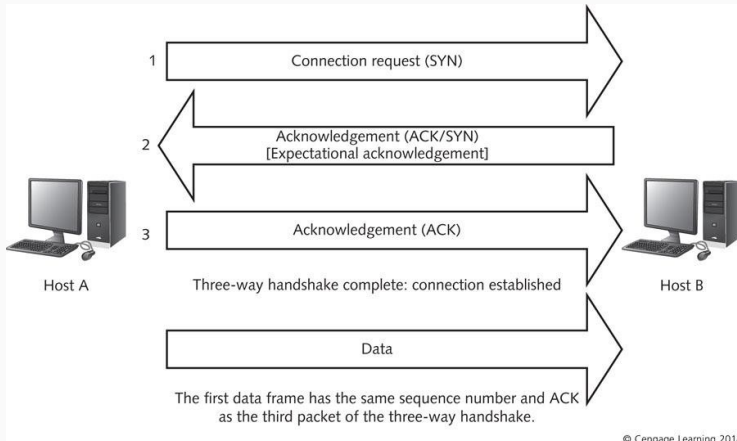 1
Connection request (SYN)
2
Acknowledgement (ACK/SYN)
[Expectational acknowledgement]
3
Acknowledgement (ACK)
Host A
Three-way handshake complete: connection established
Host B
Data
The first data frame has the same sequence number and ACK
as the third packet of the three-way handshake.
© Cengage Learning 201